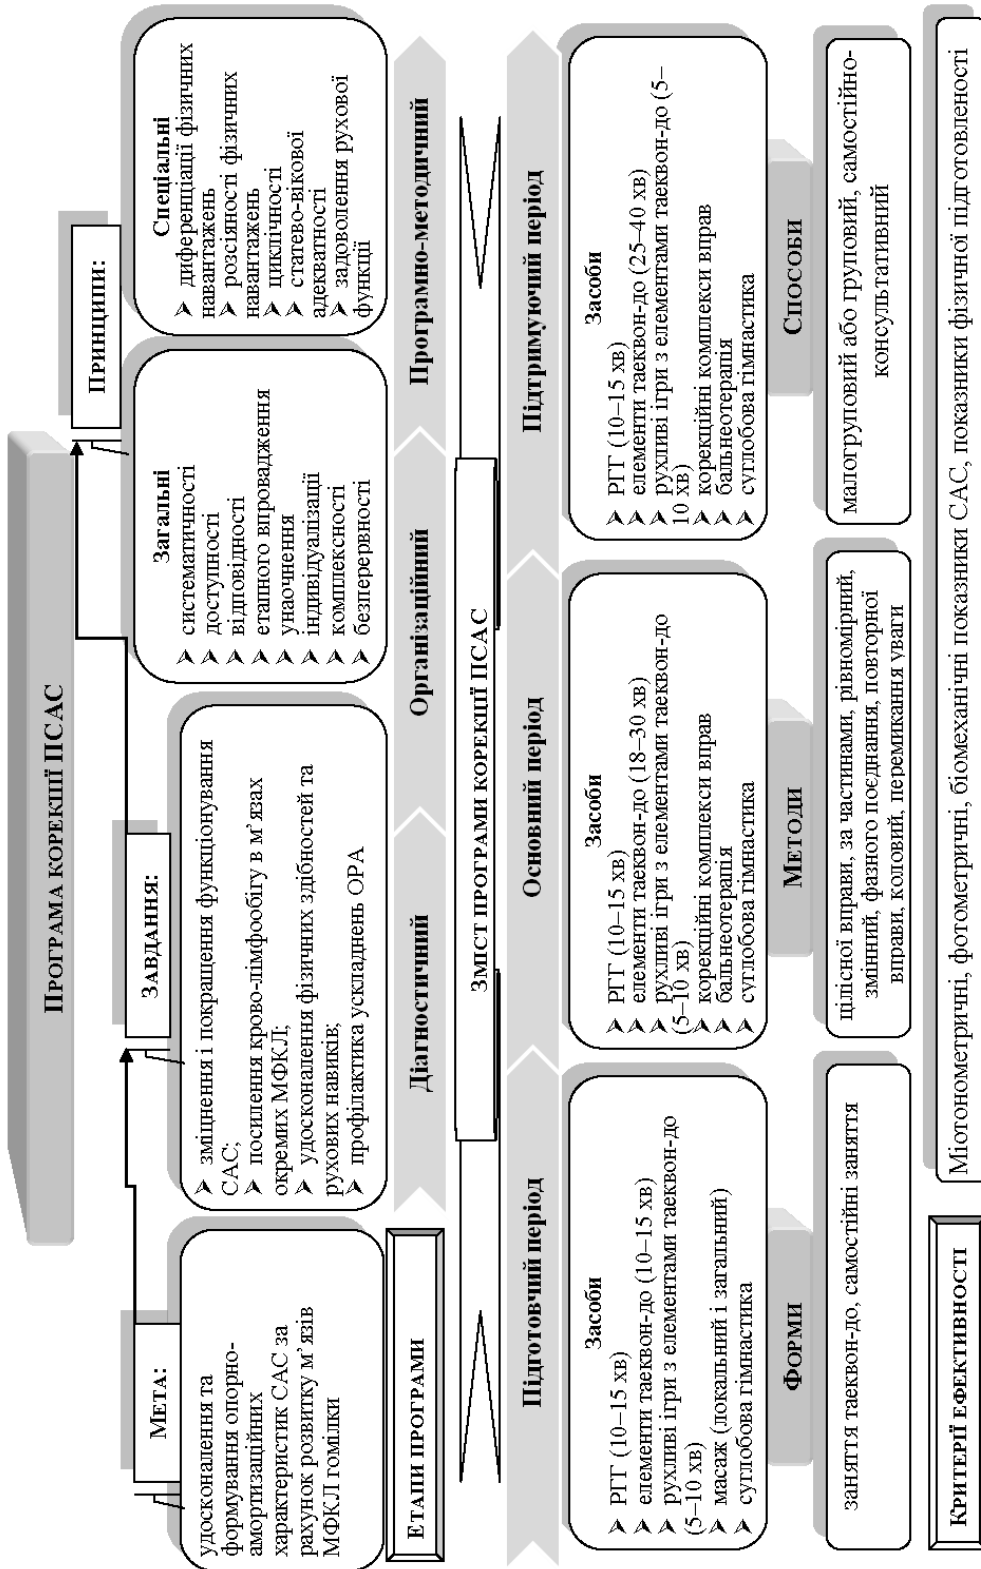 ПРОГРАМА КОРЕКЦІЇ ПСАС
МЕТА:
удосконалення та
формування опорно-
амортизаційних
характеристик САС за
рахунок розвитку м’язів
МФКЛ гомілки
ЗАВДАННЯ:
➢ зміцнення і покращення функціонування
САС;
➢ посилення крово-лімфообігу в м’язах
окремих МФКЛ;
➢ удосконалення фізичних здібностей та
рухових навиків;
➢ профілактика ускладнень ОРА
ПРИНЦИПИ:
Загальні
➢ систематичності
➢ доступності
➢ відповідності
➢ етапного впровадження
➢ унаочнення
➢ індивідуалізації
➢ комплексності
➢ безперервності
Спеціальні
➢ диференціації фізичних
навантажень
➢ розсіяності фізичних
навантажень
➢ циклічності
➢ статево-вікової
адекватності
➢ задоволення рухової
функції
ЕТАПИ ПРОГРАМИ
Діагностичний
Організаційний
Програмно-методичний
ЗМІСТ ПРОГРАМИ КОРЕКЦІЇ ПСАС
Підготовчий період
Основний період
Підтримуючий період
Засоби
➢ РГГ (10–15 хв)
➢ елементи таеквон-до (10–15 хв)
➢ рухливі ігри з елементами таеквон-до
(5–10 хв)
➢ масаж (локальний і загальний)
➢ суглобова гімнастика
Засоби
➢ РГГ (10–15 хв)
➢ елементи таеквон-до (18–30 хв)
➢ рухливі ігри з елементами таеквон-до
(5–10 хв)
➢ корекційні комплекси вправ
➢ бальнеотерапія
➢ суглобова гімнастика
Засоби
➢ РГГ (10–15 хв)
➢ елементи таеквон-до (25–40 хв)
➢ рухливі ігри з елементами таеквон-до (5–
10 хв)
➢ корекційні комплекси вправ
➢ бальнеотерапія
➢ суглобова гімнастика
ФОРМИ
заняття таеквон-до, самостійні заняття
МЕТОДИ
цілісної вправи, за частинами, рівномірний,
змінний, фазного поєднання, повторної
вправи, коловий, перемикання уваги
СПОСОБИ
малогруповий або груповий, самостійно-
консультативний
КРИТЕРІЇ ЕФЕКТИВНОСТІ
Міотонометричні, фотометричні, біомеханічні показники САС, показники фізичної підготовленості